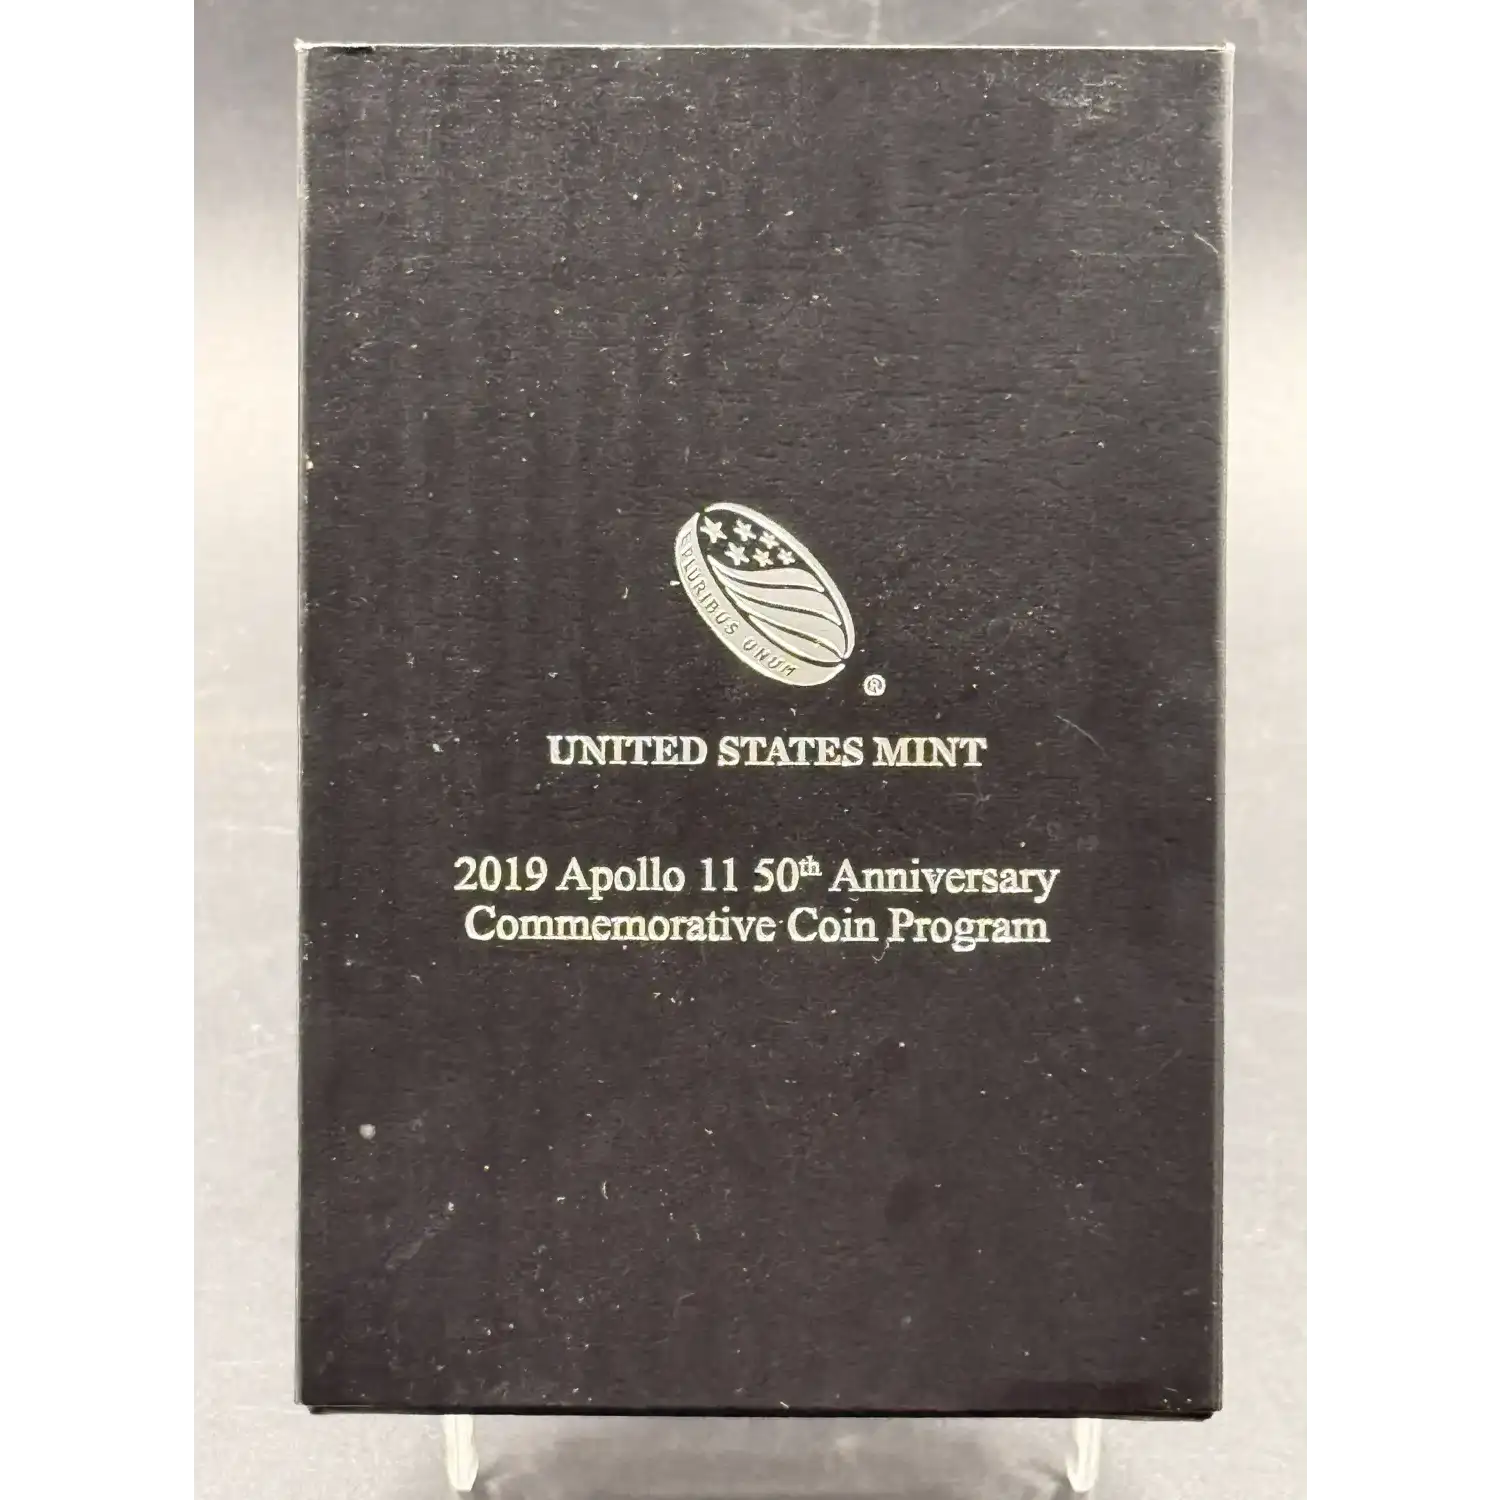 E PLURIBUS UNUM
®
UNITED STATES MINT
2019 Apollo 11 50th Anniversary
Commemorative Coin Program